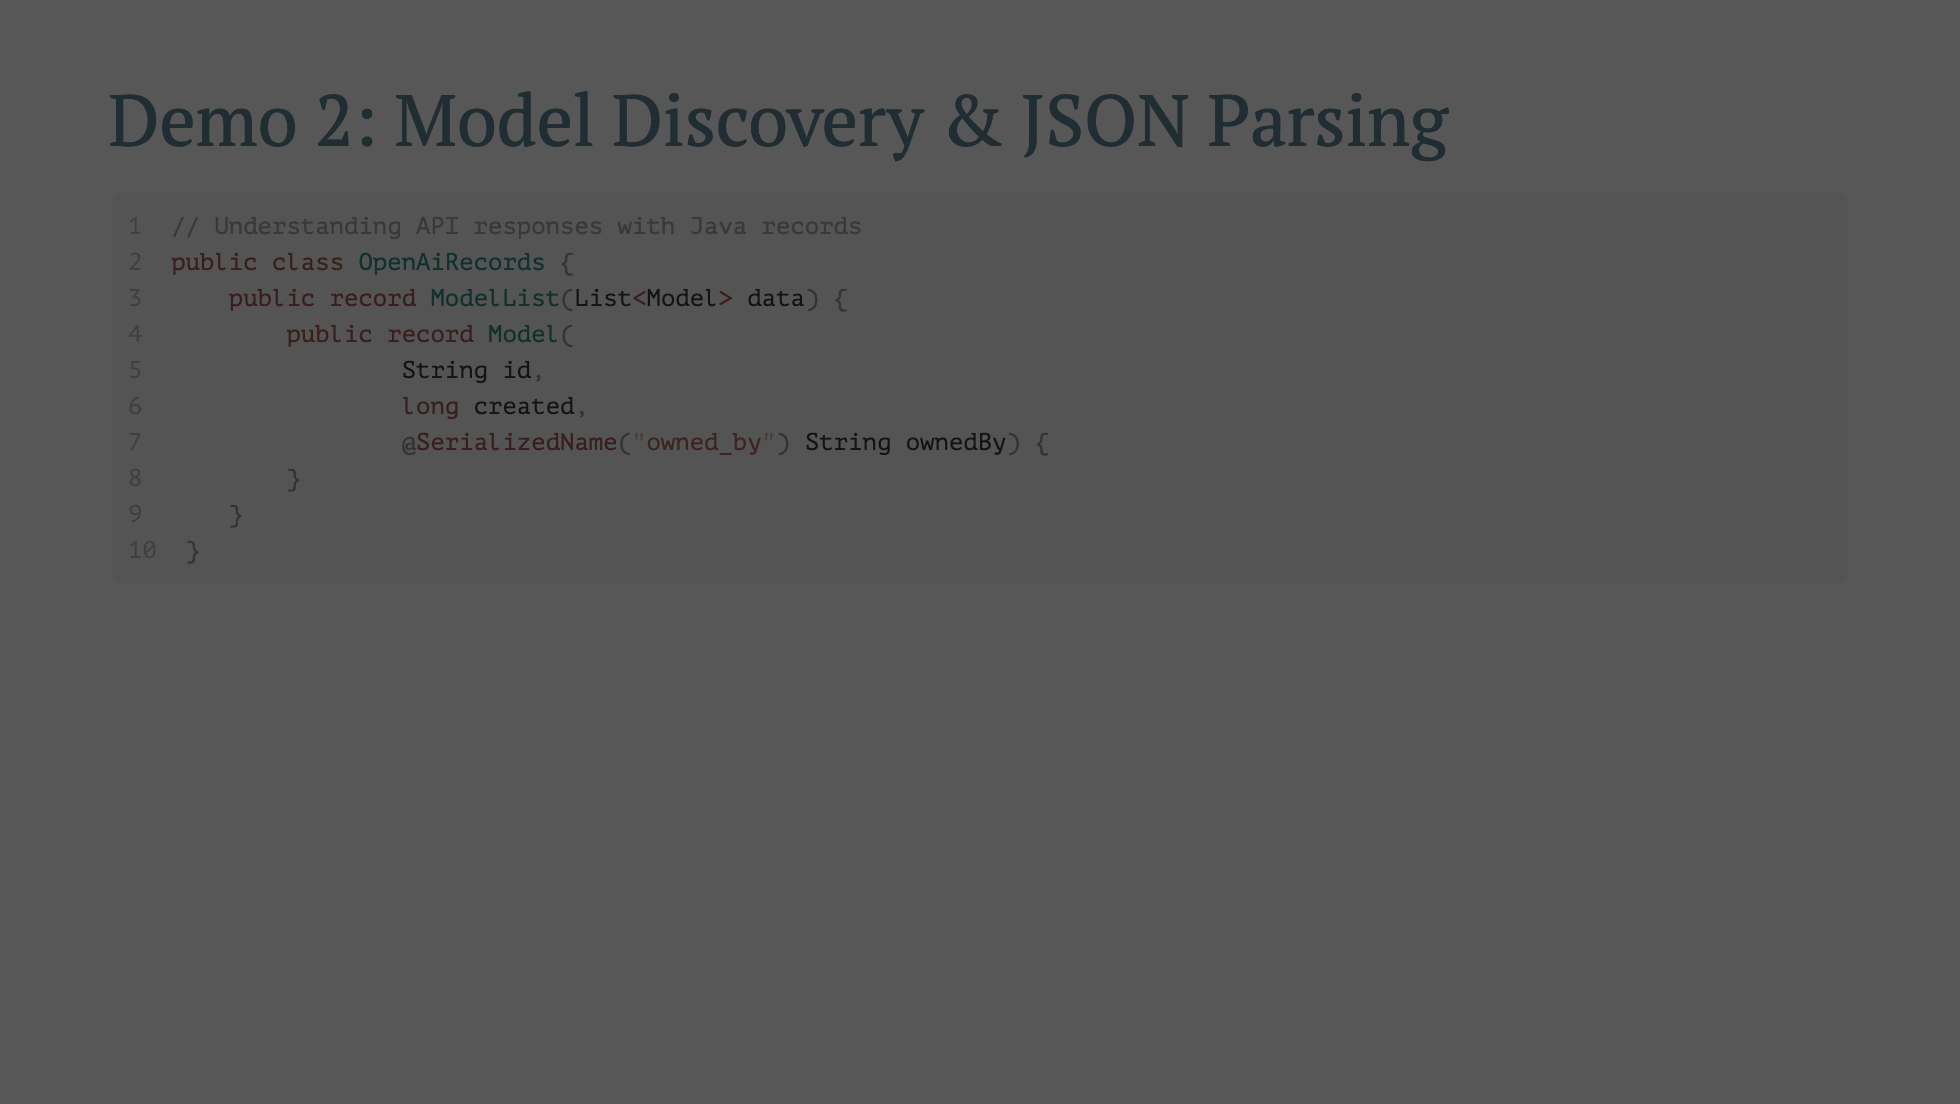 Demo 2: Model Discovery & JSON Parsing
1 // Understanding API responses with Java records
2 public class OpenAiRecords {
3     public record ModelList(List<Model> data) {
4         public record Model(
5                 String id,
6                 long created,
7                 @SerializedName("owned_by") String ownedBy) {
8         }
9     }
10 }